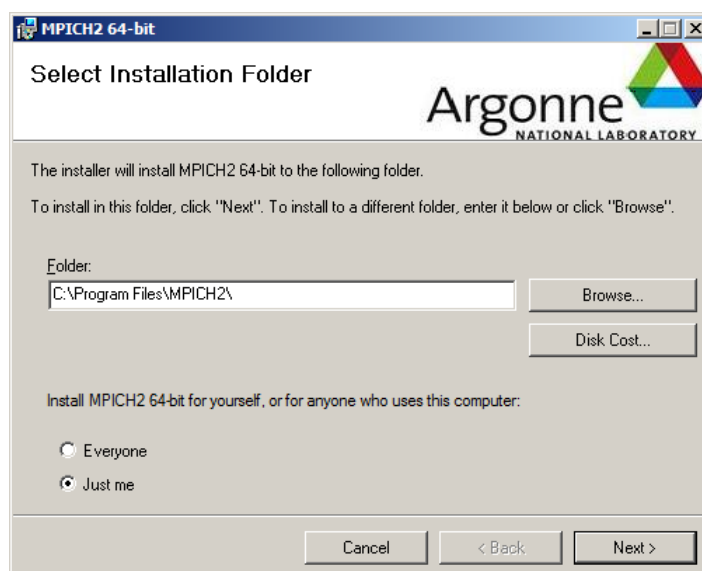 MPICH2 64-bit
Select Installation Folder
Argonne
NATIONAL LABORATORY
The installer will install MPICH2 64-bit to the following folder.
To install in this folder, click "Next". To install to a different folder, enter it below or click "Browse".
Folder:
C:\Program Files\MPICH2\
Browse...
Disk Cost...
Install MPICH2 64-bit for yourself, or for anyone who uses this computer:
Everyone
Just me
Cancel
< Back
Next >